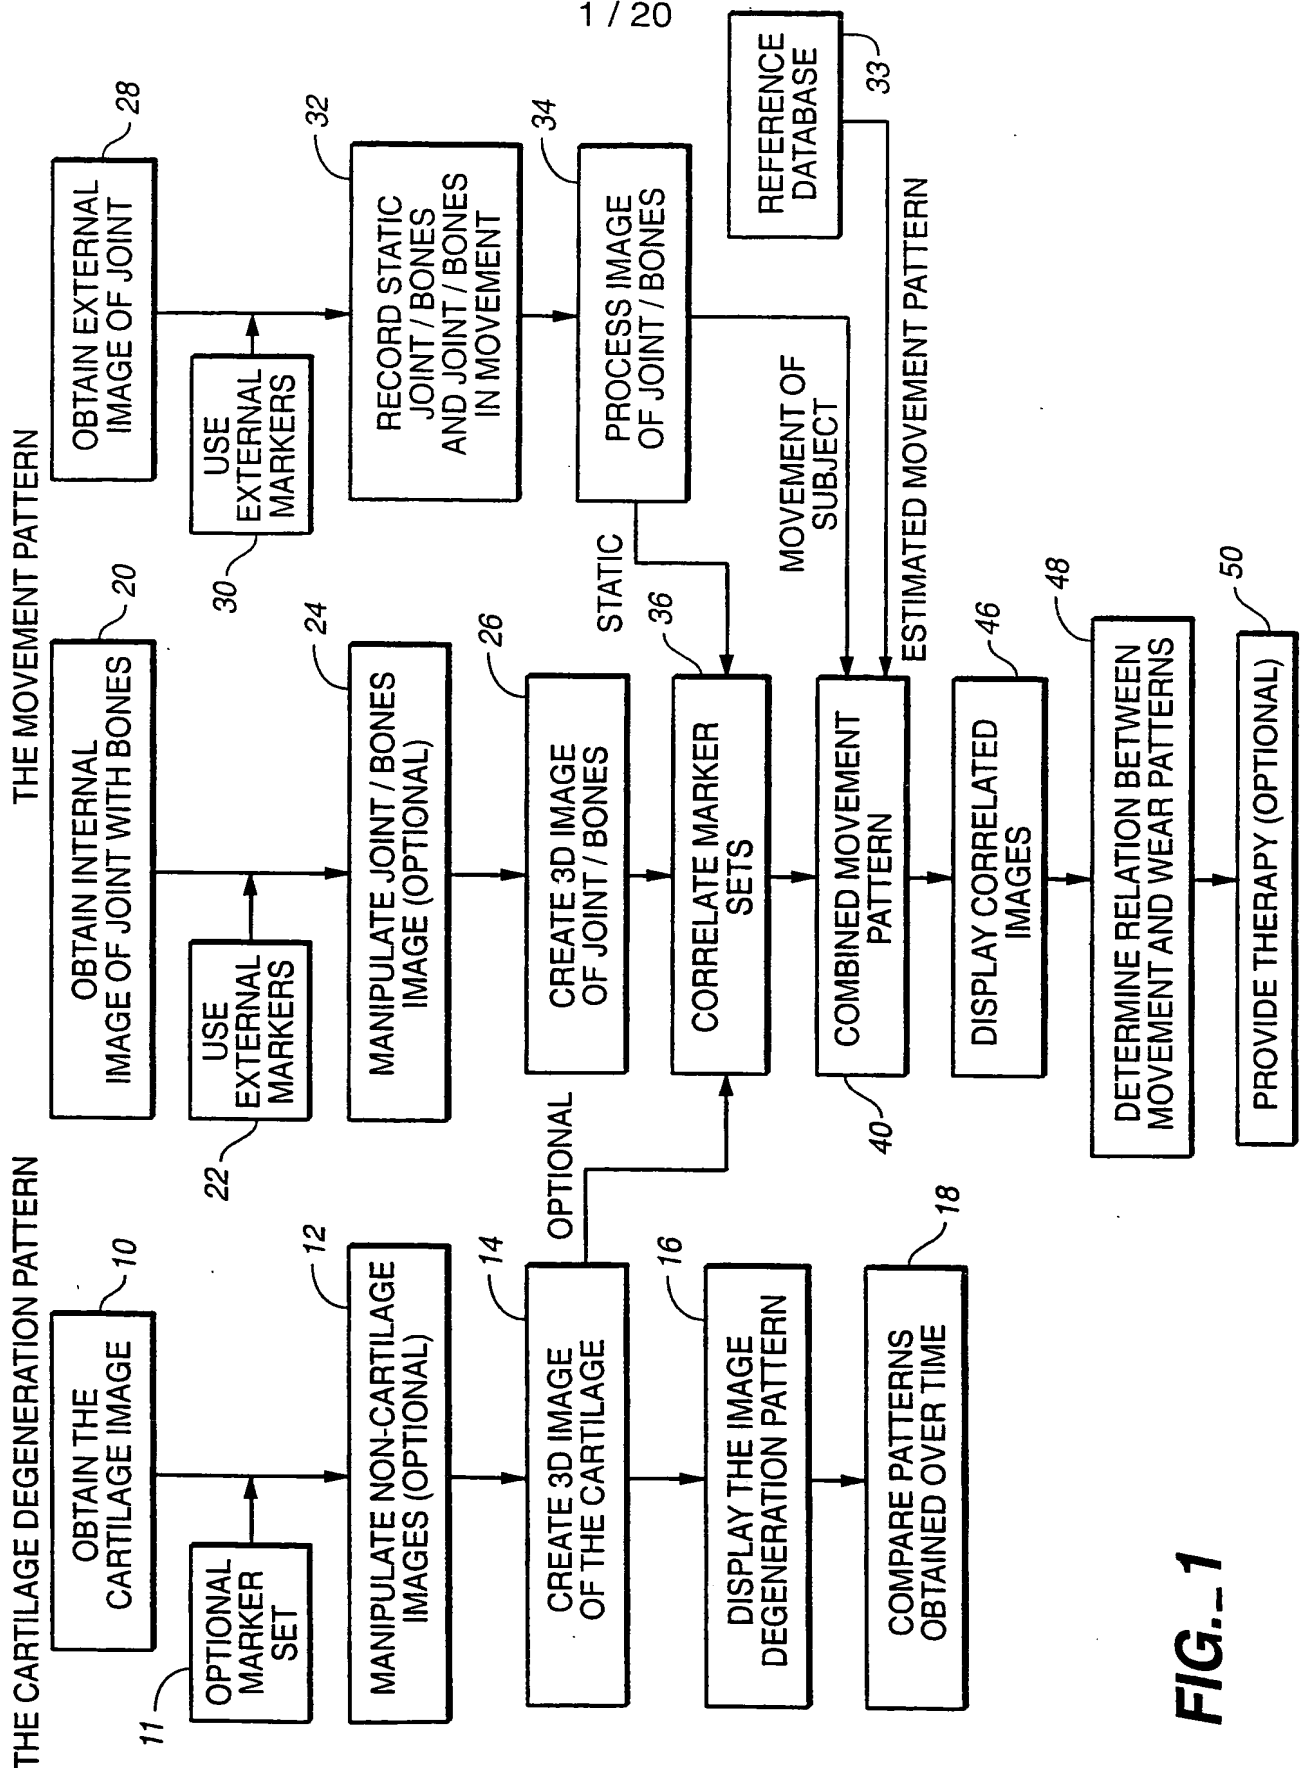 1 / 20
THE CARTILAGE DEGENERATION PATTERN
10
OBTAIN THE
CARTILAGE IMAGE
11
OPTIONAL
MARKER
SET
12
MANIPULATE NON-CARTILAGE
IMAGES (OPTIONAL)
14
CREATE 3D IMAGE
OF THE CARTILAGE
OPTIONAL
16
DISPLAY THE IMAGE
DEGENERATION PATTERN
18
COMPARE PATTERNS
OBTAINED OVER TIME
THE MOVEMENT PATTERN
20
OBTAIN INTERNAL
IMAGE OF JOINT WITH BONES
22
USE
EXTERNAL
MARKERS
24
MANIPULATE JOINT / BONES
IMAGE (OPTIONAL)
26
CREATE 3D IMAGE
OF JOINT / BONES
36
CORRELATE MARKER
SETS
40
COMBINED MOVEMENT
PATTERN
46
DISPLAY CORRELATED
IMAGES
48
DETERMINE RELATION BETWEEN
MOVEMENT AND WEAR PATTERNS
50
PROVIDE THERAPY (OPTIONAL)
28
OBTAIN EXTERNAL
IMAGE OF JOINT
30
USE
EXTERNAL
MARKERS
32
RECORD STATIC
JOINT / BONES
AND JOINT / BONES
IN MOVEMENT
34
PROCESS IMAGE
OF JOINT / BONES
STATIC
MOVEMENT OF
SUBJECT
33
REFERENCE
DATABASE
ESTIMATED MOVEMENT PATTERN
FIG._1